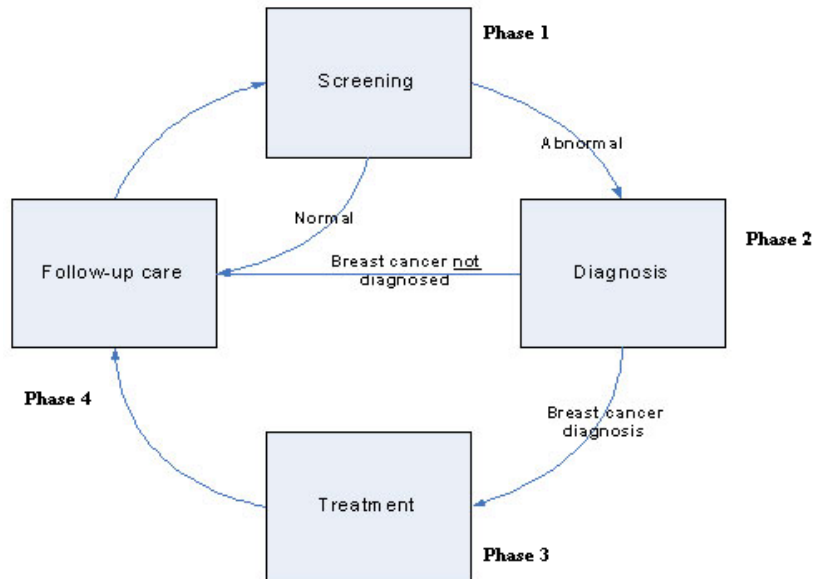 Phase 1
Screening
Abnormal
Normal
Phase 2
Follow-up care
Breast cancer not
diagnosed
Diagnosis
Phase 4
Breast cancer
diagnosis
Treatment
Phase 3